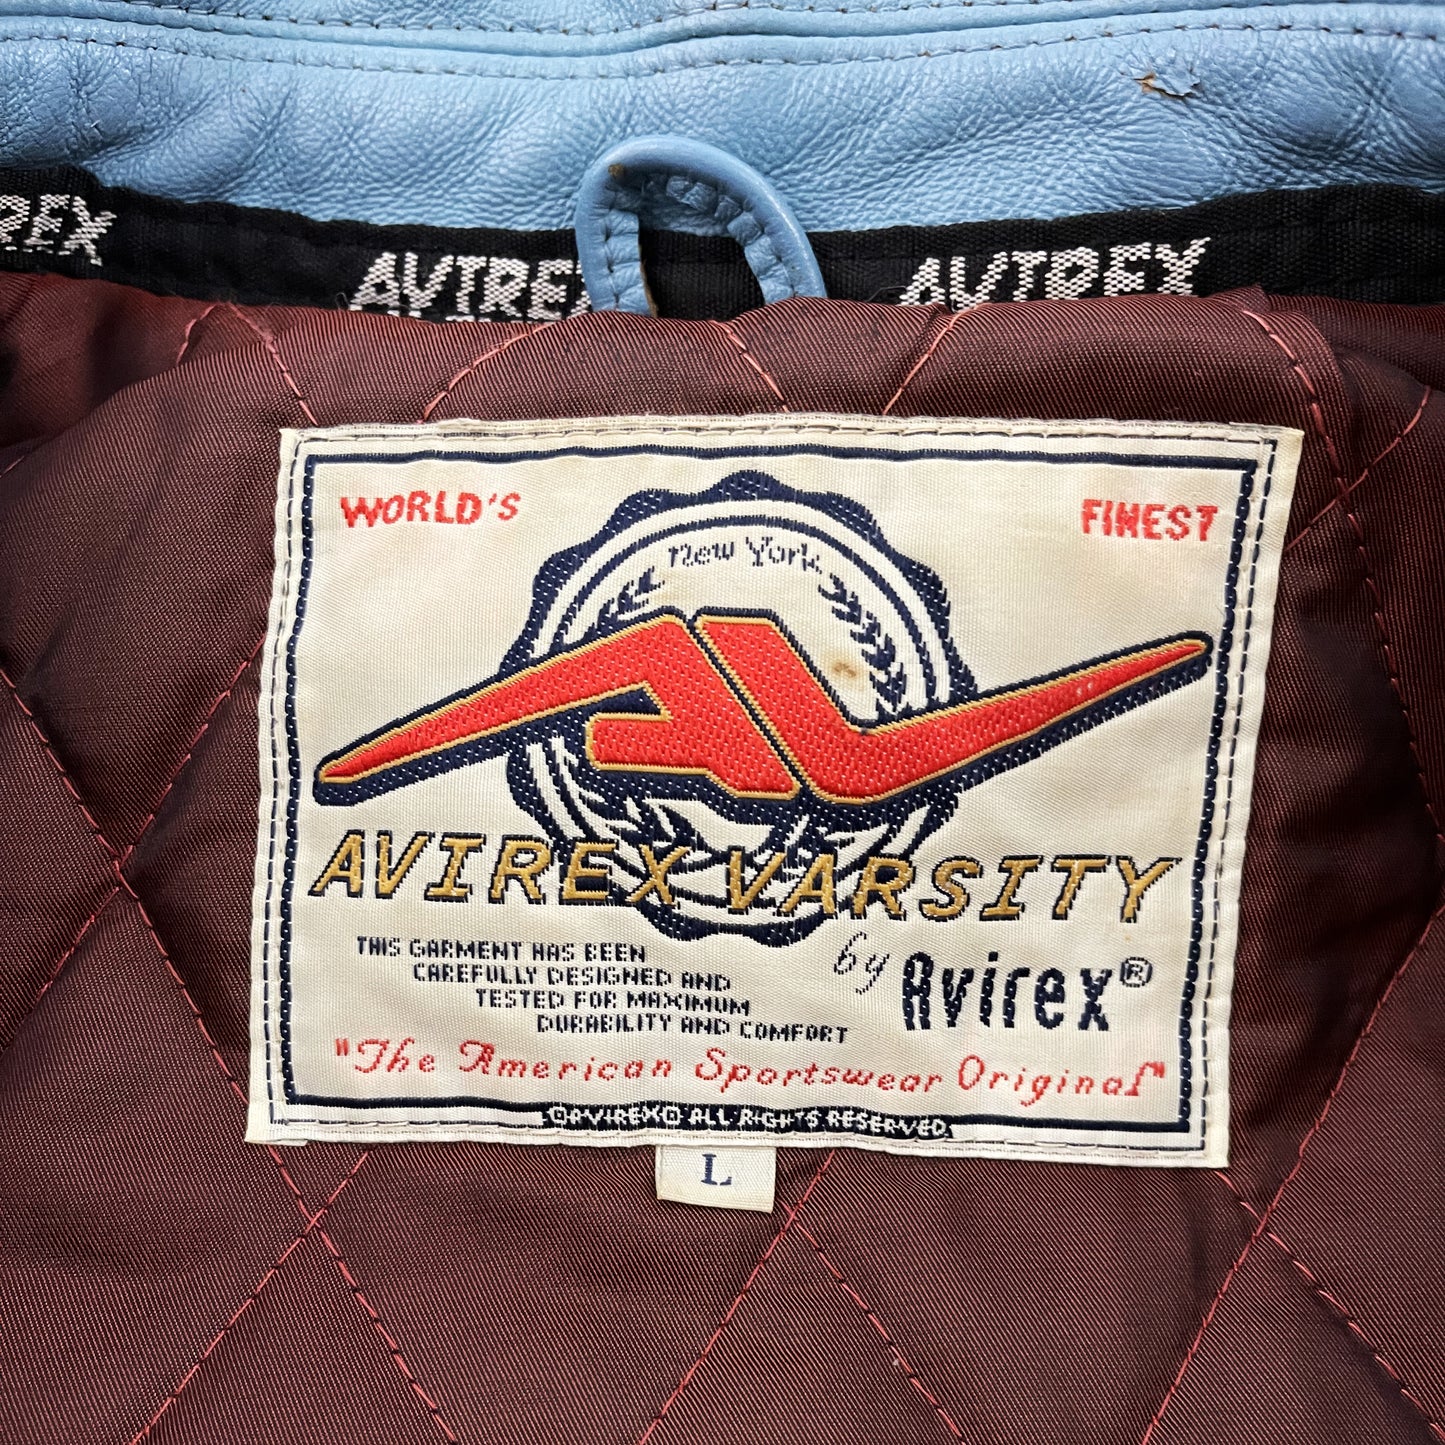 REX AVIREX AVIREX
WORLD'S FINEST
New York
AVIREX VARSITY
by Avirex®
THIS GARMENT HAS BEEN
CAREFULLY DESIGNED AND
TESTED FOR MAXIMUM
DURABILITY AND COMFORT
"The American Sportswear Original"
©AVIREX© ALL RIGHTS RESERVED.
L